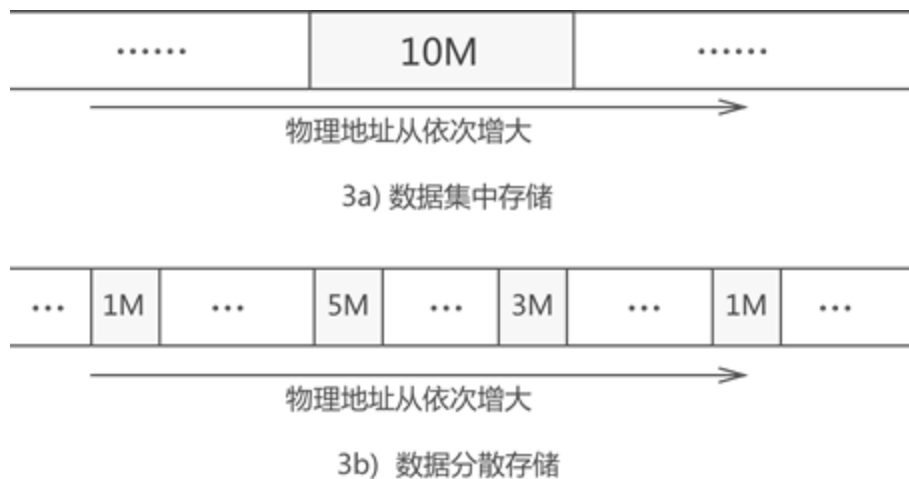 …… 10M ……
物理地址从依次增大
3a) 数据集中存储
… 1M … 5M … 3M … 1M …
物理地址从依次增大
3b) 数据分散存储